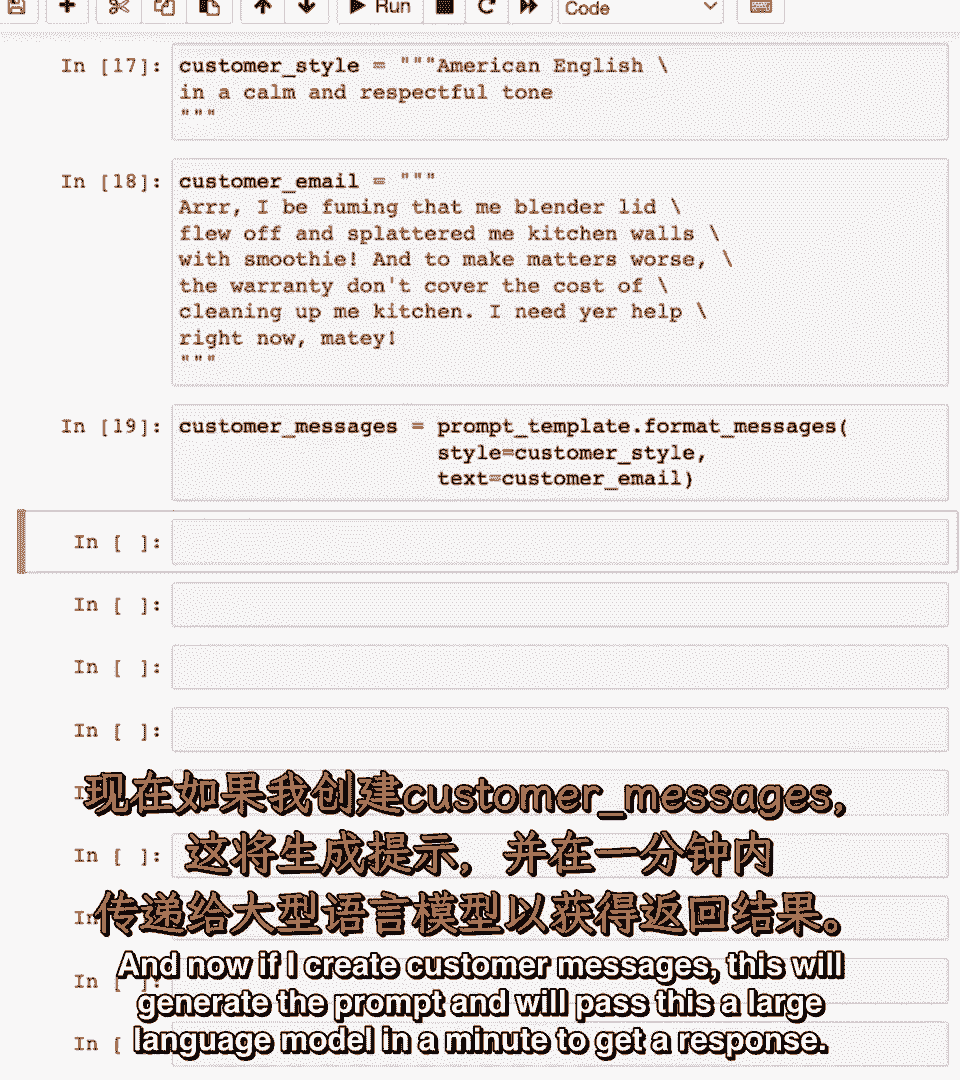 Run
Code
In [17]: customer_style = """American English \
in a calm and respectful tone
"""
In [18]: customer_email = """
Arrr, I be fuming that me blender lid \
flew off and splattered me kitchen walls \
with smoothie! And to make matters worse, \
the warranty don't cover the cost of \
cleaning up me kitchen. I need yer help \
right now, matey!
"""
In [19]: customer_messages = prompt_template.format_messages(
style=customer_style,
text=customer_email)
In [ ]:
In [ ]:
In [ ]:
In [ ]:
现在如果我创建customer_messages,
In [ ]:
这将生成提示，并在一分钟内
传递给大型语言模型以获得返回结果。
And now if I create customer messages, this will
In [ ]:
generate the prompt and will pass this a large
In [
language model in a minute to get a response.